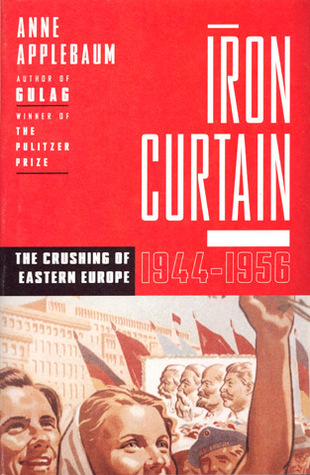 ANNE
APPLEBAUM
AUTHOR OF
GULAG
WINNER OF
THE
PULITZER
PRIZE
IRON
CURTAIN
THE CRUSHING OF
EASTERN EUROPE
1944-1956